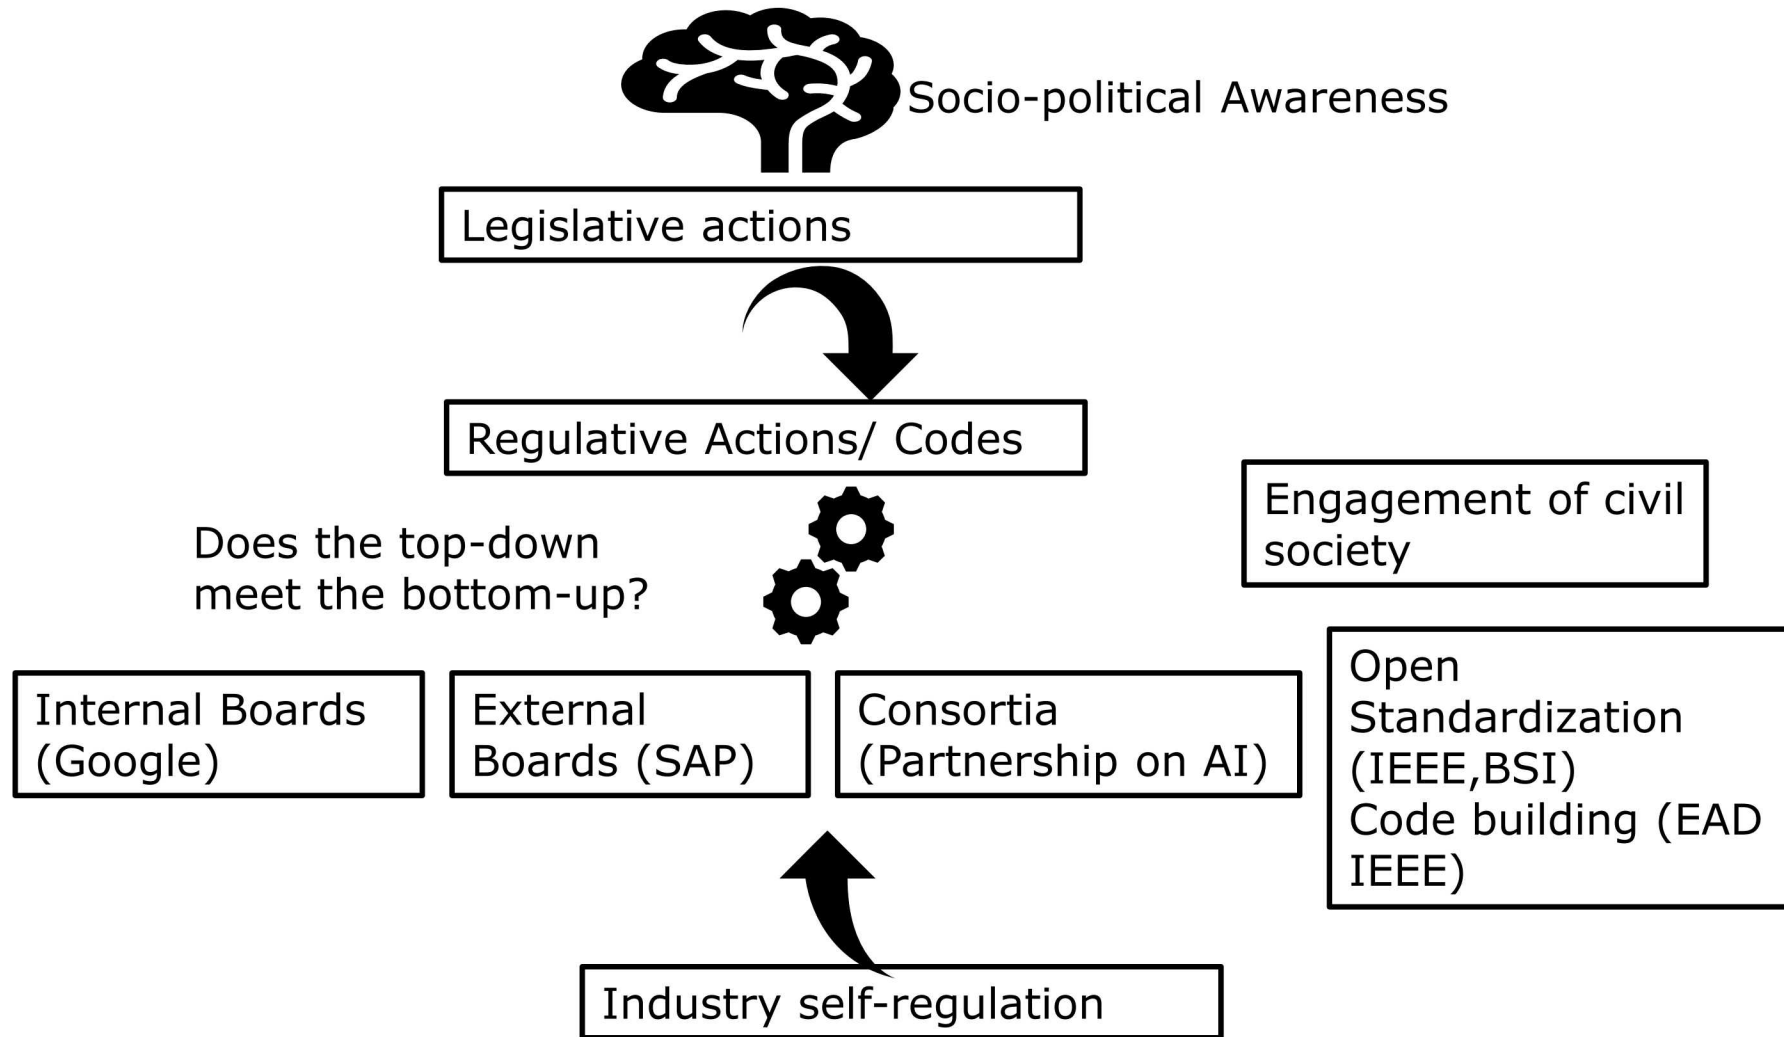 Socio-political Awareness
Legislative actions
Regulative Actions/ Codes
Engagement of civil
society
Does the top-down
meet the bottom-up?
Internal Boards
(Google)
External
Boards (SAP)
Consortia
(Partnership on AI)
Open
Standardization
(IEEE,BSI)
Code building (EAD
IEEE)
Industry self-regulation